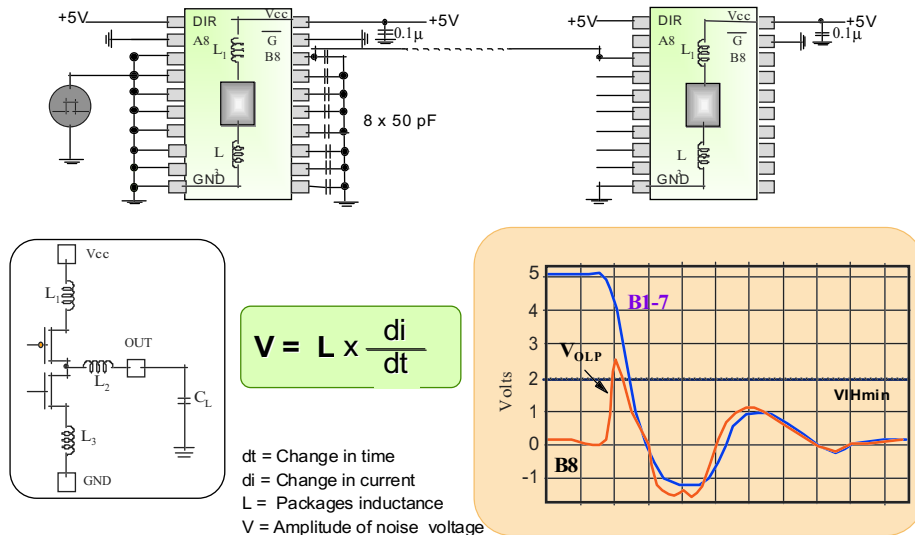 +5V
DIR
Vcc
+5V
A8
L1
G
0.1μ
B8
8 x 50 pF
L
3
GND
DIR
Vcc
+5V
A8
L1
G
0.1μ
B8
L
3
GND
Vcc
L1
OUT
L2
CL
L3
GND
V = L x di
dt
dt = Change in time
di = Change in current
L = Packages inductance
V = Amplitude of noise voltage
5
4
3
2
1
0
-1
Volts
B1-7
VOLP
VIHmin
B8